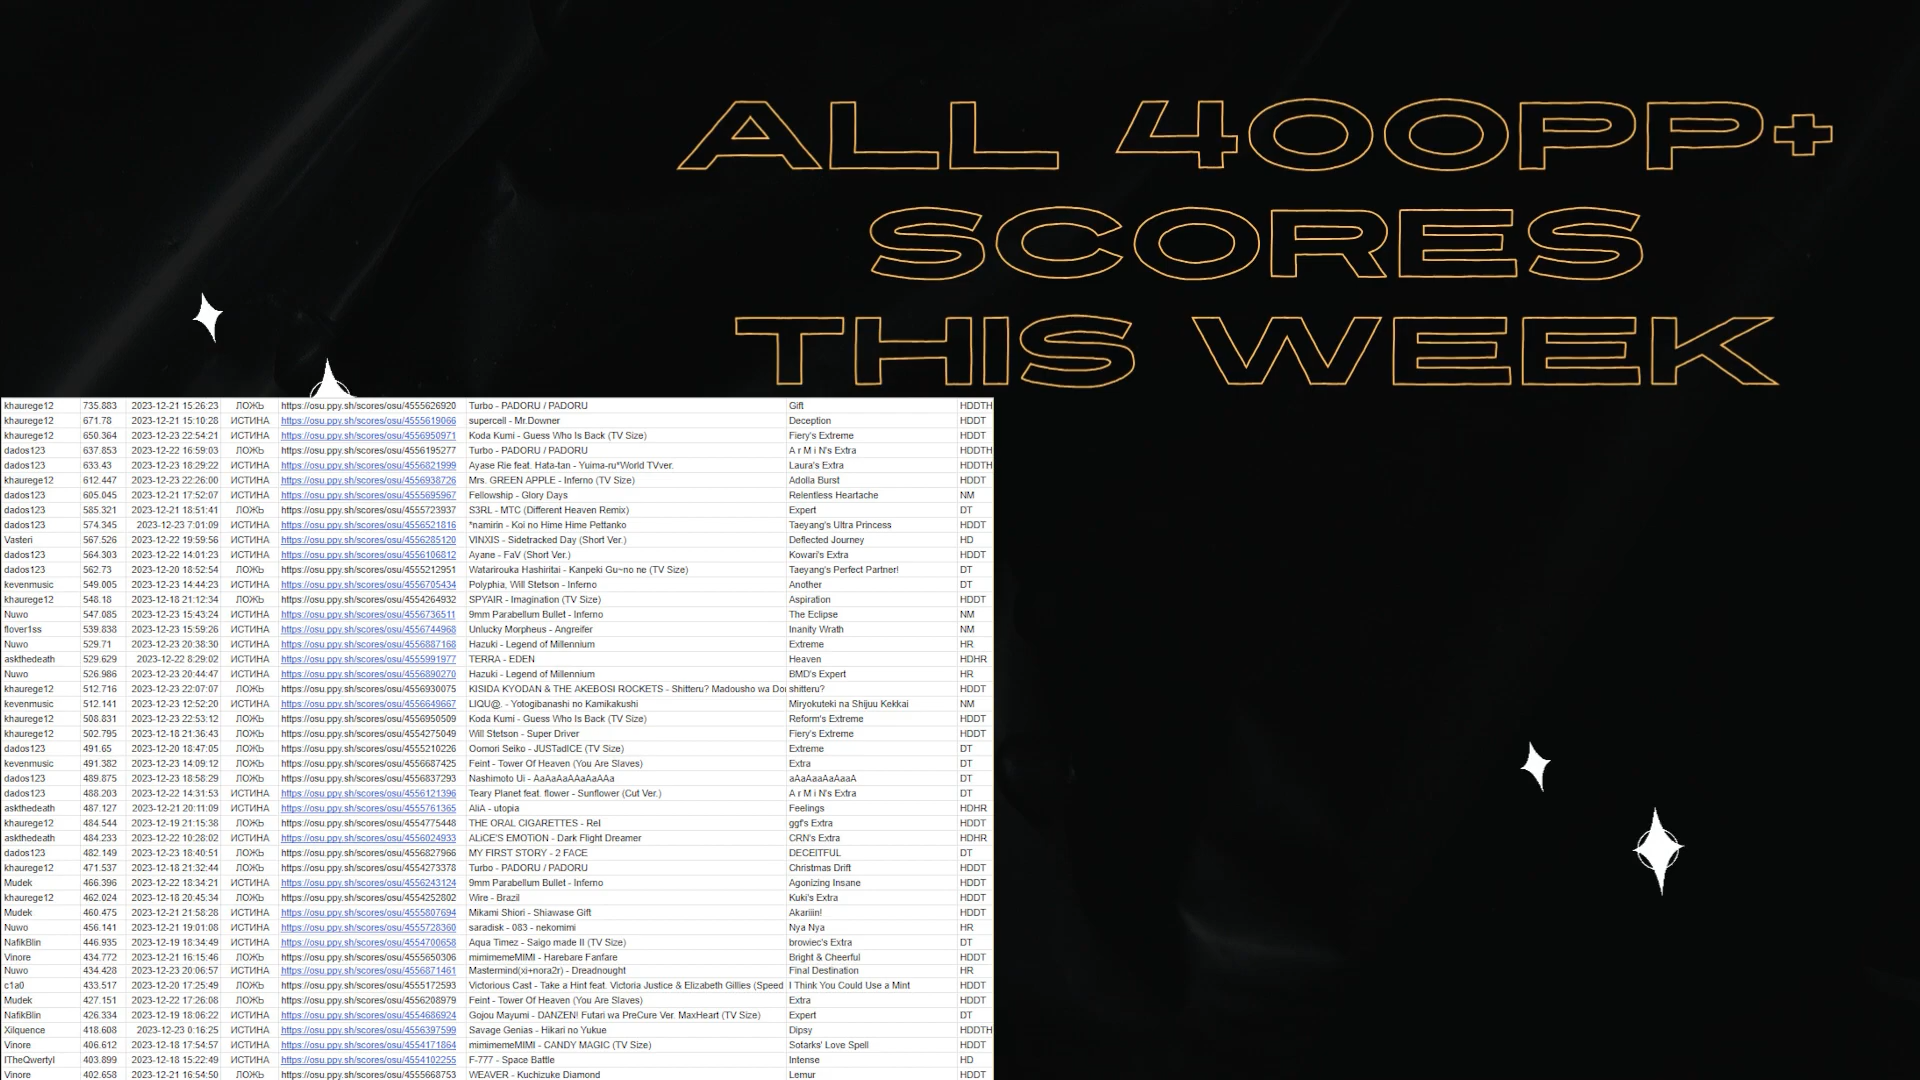 ALL 400PP+
SCORES
THIS WEEK
khaurege12 735.883 2023-12-21 15:26:23 ЛОЖЬ https://osu.ppy.sh/scores/osu/4555626920 Turbo - PADORU / PADORU Gift HDDTH
khaurege12 671.78 2023-12-21 15:10:28 ИСТИНА https://osu.ppy.sh/scores/osu/4555619066 supercell - Mr.Downer Deception HDDT
khaurege12 650.364 2023-12-23 22:54:21 ИСТИНА https://osu.ppy.sh/scores/osu/4556950971 Koda Kumi - Guess Who Is Back (TV Size) Fiery's Extreme HDDT
dados123 637.853 2023-12-22 16:59:03 ЛОЖЬ https://osu.ppy.sh/scores/osu/4556195277 Turbo - PADORU / PADORU A r M i N's Extra HDDTH
dados123 633.43 2023-12-23 18:29:22 ИСТИНА https://osu.ppy.sh/scores/osu/4556821999 Ayase Rie feat. Hata-tan - Yuima-ru*World TVver. Laura's Extra HDDTH
khaurege12 612.447 2023-12-23 22:26:00 ИСТИНА https://osu.ppy.sh/scores/osu/4556938726 Mrs. GREEN APPLE - Inferno (TV Size) Adolla Burst HDDT
dados123 605.045 2023-12-21 17:52:07 ИСТИНА https://osu.ppy.sh/scores/osu/4555695967 Fellowship - Glory Days Relentless Heartache NM
dados123 585.321 2023-12-21 18:51:41 ЛОЖЬ https://osu.ppy.sh/scores/osu/4555723937 S3RL - MTC (Different Heaven Remix) Expert DT
dados123 574.345 2023-12-23 7:01:09 ИСТИНА https://osu.ppy.sh/scores/osu/4556521816 *namirin - Koi no Hime Hime Pettanko Taeyang's Ultra Princess HDDT
Vasteri 567.526 2023-12-22 19:59:56 ИСТИНА https://osu.ppy.sh/scores/osu/4556285120 VINXIS - Sidetracked Day (Short Ver.) Deflected Journey HD
dados123 564.303 2023-12-22 14:01:23 ИСТИНА https://osu.ppy.sh/scores/osu/4556106812 Ayane - FaV (Short Ver.) Kowari's Extra HDDT
dados123 562.73 2023-12-20 18:52:54 ЛОЖЬ https://osu.ppy.sh/scores/osu/4555212951 Watarirouka Hashiritai - Kanpeki Gu~no ne (TV Size) Taeyang's Perfect Partner! DT
kevenmusic 549.005 2023-12-23 14:44:23 ИСТИНА https://osu.ppy.sh/scores/osu/4556705434 Polyphia, Will Stetson - Inferno Another DT
khaurege12 548.18 2023-12-18 21:12:34 ЛОЖЬ https://osu.ppy.sh/scores/osu/4554264932 SPYAIR - Imagination (TV Size) Aspiration HDDT
Nuwo 547.085 2023-12-23 15:43:24 ИСТИНА https://osu.ppy.sh/scores/osu/4556736511 9mm Parabellum Bullet - Inferno The Eclipse NM
flover1ss 539.838 2023-12-23 15:59:26 ИСТИНА https://osu.ppy.sh/scores/osu/4556744968 Unlucky Morpheus - Angreifer Inanity Wrath NM
Nuwo 529.71 2023-12-23 20:38:30 ИСТИНА https://osu.ppy.sh/scores/osu/4556887168 Hazuki - Legend of Millennium Extreme HR
askthedeath 529.629 2023-12-22 8:29:02 ИСТИНА https://osu.ppy.sh/scores/osu/4555991977 TERRA - EDEN Heaven HDHR
Nuwo 526.986 2023-12-23 20:44:47 ИСТИНА https://osu.ppy.sh/scores/osu/4556890270 Hazuki - Legend of Millennium BMD's Expert HR
khaurege12 512.716 2023-12-23 22:07:07 ЛОЖЬ https://osu.ppy.sh/scores/osu/4556930075 KISIDA KYODAN & THE AKEBOSI ROCKETS - Shitteru? Madousho wa Do shitteru? HDDT
kevenmusic 512.141 2023-12-23 12:52:20 ИСТИНА https://osu.ppy.sh/scores/osu/4556649667 LIQU@. - Yotogibanashi no Kamikakushi Miryokuteki na Shijuu Kekkai NM
khaurege12 508.831 2023-12-23 22:53:12 ЛОЖЬ https://osu.ppy.sh/scores/osu/4556950509 Koda Kumi - Guess Who Is Back (TV Size) Reform's Extreme HDDT
khaurege12 502.795 2023-12-18 21:36:43 ЛОЖЬ https://osu.ppy.sh/scores/osu/4554275049 Will Stetson - Super Driver Fiery's Extreme HDDT
dados123 491.65 2023-12-20 18:47:05 ЛОЖЬ https://osu.ppy.sh/scores/osu/4555210226 Oomori Seiko - JUSTadICE (TV Size) Extreme DT
kevenmusic 491.382 2023-12-23 14:09:12 ЛОЖЬ https://osu.ppy.sh/scores/osu/4556687425 Feint - Tower Of Heaven (You Are Slaves) Extra DT
dados123 489.875 2023-12-23 18:58:29 ЛОЖЬ https://osu.ppy.sh/scores/osu/4556837293 Nashimoto Ui - AaAaAaAAaAaAAa aAaAaaAaAaaA DT
dados123 488.203 2023-12-22 14:31:53 ИСТИНА https://osu.ppy.sh/scores/osu/4556121396 Teary Planet feat. flower - Sunflower (Cut Ver.) A r M i N's Extra DT
askthedeath 487.127 2023-12-21 20:11:09 ИСТИНА https://osu.ppy.sh/scores/osu/4555761365 AliA - utopia Feelings HDHR
khaurege12 484.544 2023-12-19 21:15:38 ЛОЖЬ https://osu.ppy.sh/scores/osu/4554775448 THE ORAL CIGARETTES - ReI ggf's Extra HDDT
askthedeath 484.233 2023-12-22 10:28:02 ИСТИНА https://osu.ppy.sh/scores/osu/4556024933 ALiCE'S EMOTiON - Dark Flight Dreamer CRN's Extra HDHR
dados123 482.149 2023-12-23 18:40:51 ЛОЖЬ https://osu.ppy.sh/scores/osu/4556827966 MY FIRST STORY - 2 FACE DECEITFUL DT
khaurege12 471.537 2023-12-18 21:32:44 ЛОЖЬ https://osu.ppy.sh/scores/osu/4554273378 Turbo - PADORU / PADORU Christmas Drift HDDT
Mudek 466.396 2023-12-22 18:34:21 ИСТИНА https://osu.ppy.sh/scores/osu/4556243124 9mm Parabellum Bullet - Inferno Agonizing Insane HDDT
khaurege12 462.024 2023-12-18 20:45:34 ЛОЖЬ https://osu.ppy.sh/scores/osu/4554252802 Wire - Brazil Kuki's Extra HDDT
Mudek 460.475 2023-12-21 21:58:28 ИСТИНА https://osu.ppy.sh/scores/osu/4555807694 Mikami Shiori - Shiawase Gift Akariiin! HDDT
Nuwo 456.141 2023-12-21 19:01:08 ИСТИНА https://osu.ppy.sh/scores/osu/4555728360 saradisk - 083 - nekomimi Nya Nya HR
NafikBlin 446.935 2023-12-19 18:34:49 ИСТИНА https://osu.ppy.sh/scores/osu/4554700658 Aqua Timez - Saigo made II (TV Size) browiec's Extra DT
Vinore 434.772 2023-12-21 16:15:46 ЛОЖЬ https://osu.ppy.sh/scores/osu/4555650306 mimimemeMIMI - Harebare Fanfare Bright & Cheerful HDDT
Nuwo 434.428 2023-12-23 20:06:57 ИСТИНА https://osu.ppy.sh/scores/osu/4556871461 Mastermind(xi+nora2r) - Dreadnought Final Destination HR
c1a0 433.517 2023-12-20 17:25:49 ЛОЖЬ https://osu.ppy.sh/scores/osu/4555172593 Victorious Cast - Take a Hint feat. Victoria Justice & Elizabeth Gillies (Speed I Think You Could Use a Mint HDDT
Mudek 427.151 2023-12-22 17:26:08 ЛОЖЬ https://osu.ppy.sh/scores/osu/4556208979 Feint - Tower Of Heaven (You Are Slaves) Extra HDDT
NafikBlin 426.334 2023-12-19 18:06:22 ИСТИНА https://osu.ppy.sh/scores/osu/4554686924 Gojou Mayumi - DANZEN! Futari wa PreCure Ver. MaxHeart (TV Size) Expert DT
Xilquence 418.608 2023-12-23 0:16:25 ИСТИНА https://osu.ppy.sh/scores/osu/4556397599 Savage Genias - Hikari no Yukue Dipsy HDDTH
Vinore 406.612 2023-12-18 17:54:57 ИСТИНА https://osu.ppy.sh/scores/osu/4554171864 mimimemeMIMI - CANDY MAGIC (TV Size) Sotarks' Love Spell HDDT
ITheQwertyI 403.899 2023-12-18 15:22:49 ИСТИНА https://osu.ppy.sh/scores/osu/4554102255 F-777 - Space Battle Intense HD
Vinore 402.658 2023-12-21 16:54:50 ЛОЖЬ https://osu.ppy.sh/scores/osu/4555668753 WEAVER - Kuchizuke Diamond Lemur HDDT